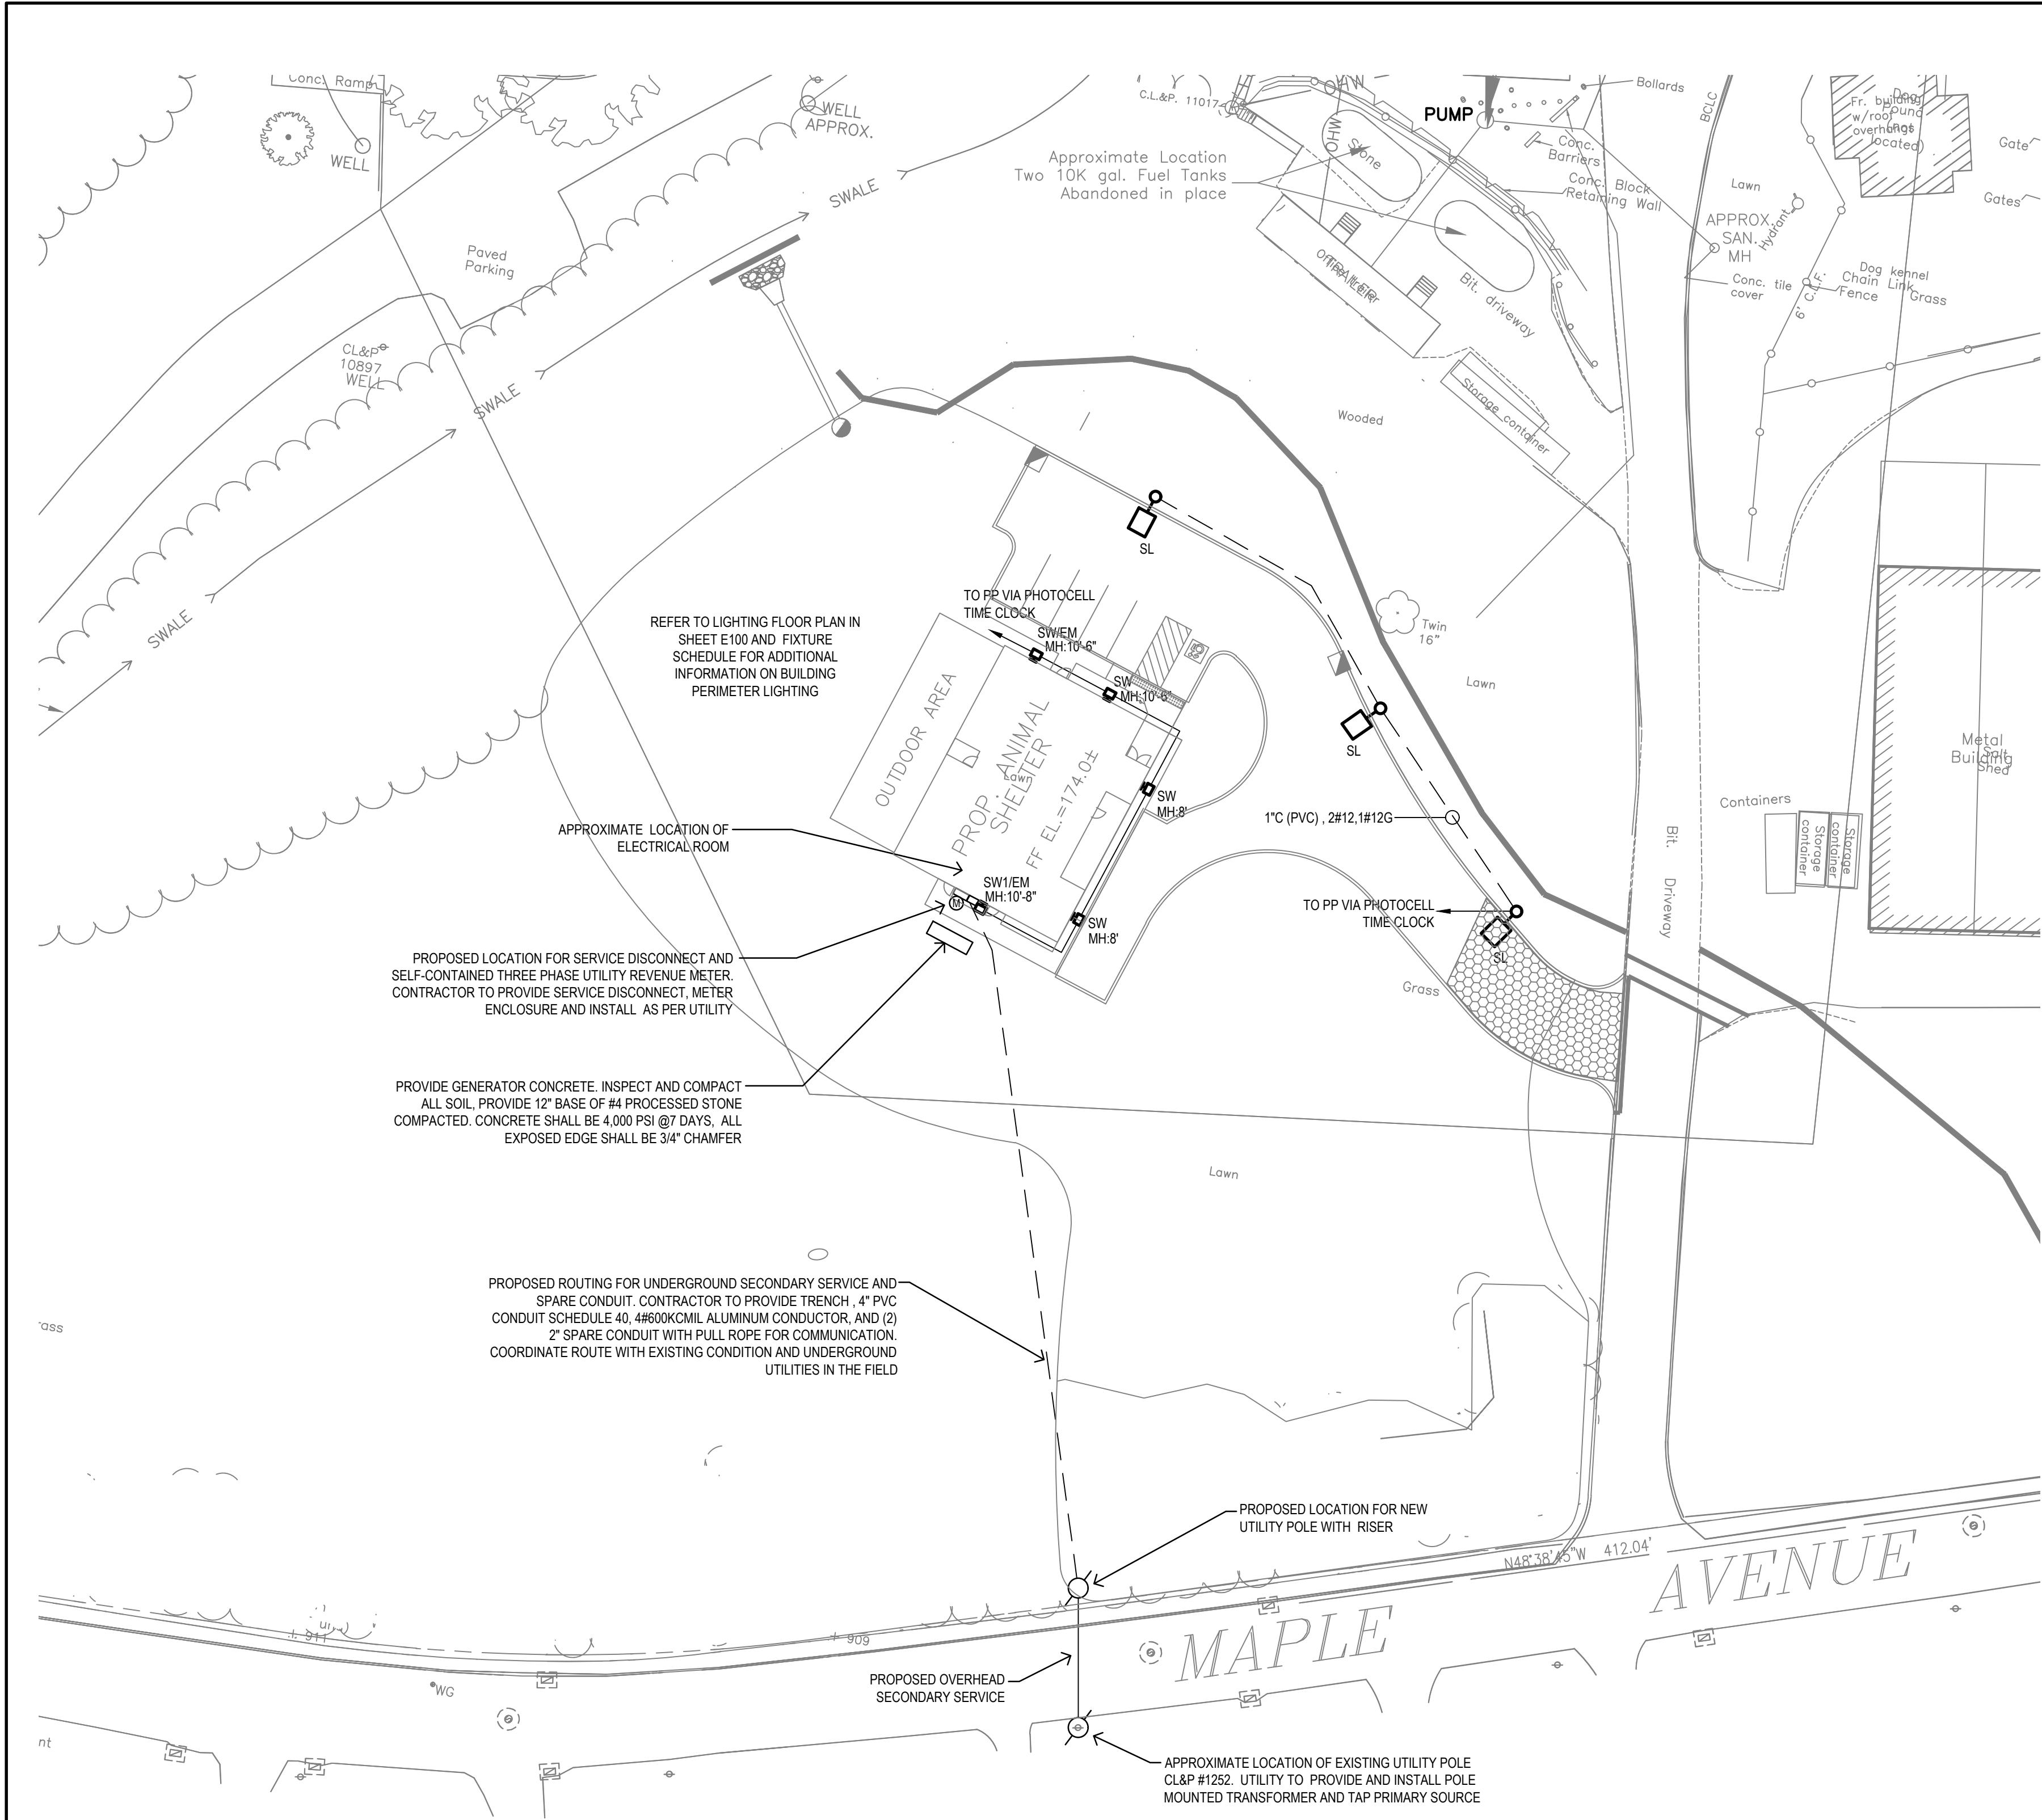 Conc. Ramp
WELL
WELL
APPROX.
SWALE
C.L.&P. 11017
OHW
OHW
PUMP
Bollards
BCLC
Fr. building
w/roof
overhangs
Dog
Pound
(not
located)
Gate
Gates
Approximate Location
Two 10K gal. Fuel Tanks
Abandoned in place
Stone
Conc.
Barriers
Conc. Block
Retaining Wall
Lawn
APPROX.
SAN.
MH
Hydrant
Conc. tile
cover
6' C.L.F.
Dog kennel
Chain Link
Fence
Grass
Paved
Parking
Office trailer
TRAILER
Bit. driveway
CL&P
10897
WELL
SWALE
Storage container
Wooded
SL
SWALE
REFER TO LIGHTING FLOOR PLAN IN
SHEET E100 AND FIXTURE
SCHEDULE FOR ADDITIONAL
INFORMATION ON BUILDING
PERIMETER LIGHTING
TO PP VIA PHOTOCELL
TIME CLOCK
SW/EM
MH:10'-6"
SW
MH:10'-6"
Twin
16"
Lawn
SL
OUTDOOR AREA
PROP. ANIMAL
SHELTER
Lawn
FF EL.=174.0±
SW
MH:8'
1"C (PVC) , 2#12,1#12G
Metal
Building
Salt
Shed
Containers
Storage
container
Storage
container
Bit. Driveway
APPROXIMATE LOCATION OF
ELECTRICAL ROOM
SW1/EM
MH:10'-8"
M
SW
MH:8'
TO PP VIA PHOTOCELL
TIME CLOCK
SL
Grass
PROPOSED LOCATION FOR SERVICE DISCONNECT AND
SELF-CONTAINED THREE PHASE UTILITY REVENUE METER.
CONTRACTOR TO PROVIDE SERVICE DISCONNECT, METER
ENCLOSURE AND INSTALL AS PER UTILITY
PROVIDE GENERATOR CONCRETE. INSPECT AND COMPACT
ALL SOIL, PROVIDE 12" BASE OF #4 PROCESSED STONE
COMPACTED. CONCRETE SHALL BE 4,000 PSI @7 DAYS, ALL
EXPOSED EDGE SHALL BE 3/4" CHAMFER
Lawn
PROPOSED ROUTING FOR UNDERGROUND SECONDARY SERVICE AND
SPARE CONDUIT. CONTRACTOR TO PROVIDE TRENCH , 4" PVC
CONDUIT SCHEDULE 40, 4#600KCMIL ALUMINUM CONDUCTOR, AND (2)
2" SPARE CONDUIT WITH PULL ROPE FOR COMMUNICATION.
COORDINATE ROUTE WITH EXISTING CONDITION AND UNDERGROUND
UTILITIES IN THE FIELD
ass
PROPOSED LOCATION FOR NEW
UTILITY POLE WITH RISER
N48°38'45"W 412.04'
MAPLE AVENUE
911
909
WG
PROPOSED OVERHEAD
SECONDARY SERVICE
nt
APPROXIMATE LOCATION OF EXISTING UTILITY POLE
CL&P #1252. UTILITY TO PROVIDE AND INSTALL POLE
MOUNTED TRANSFORMER AND TAP PRIMARY SOURCE